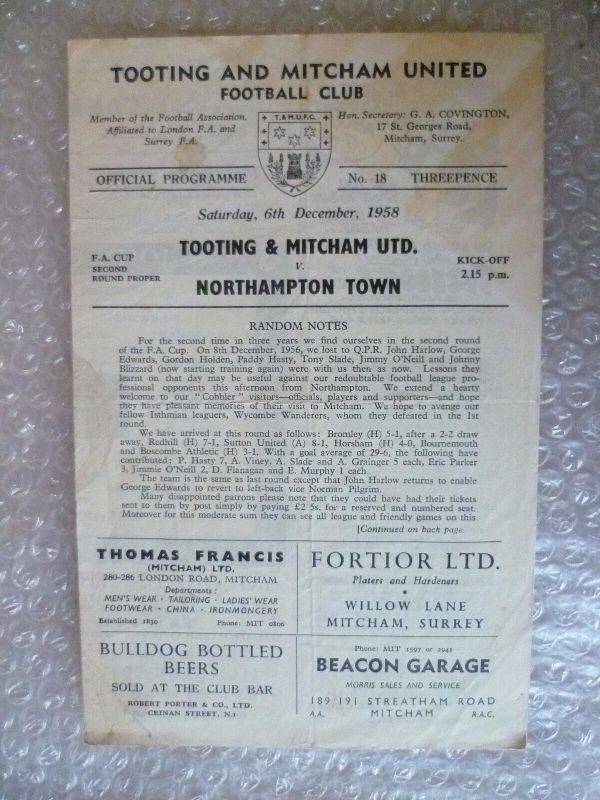 TOOTING AND MITCHAM UNITED
FOOTBALL CLUB
Member of the Football Association.
Affiliated to London F.A. and
Surrey F.A.
T.& M.U.F.C.
Hon. Secretary: G. A. COVINGTON,
17 St. Georges Road,
Mitcham, Surrey.
OFFICIAL PROGRAMME
No. 18 THREEPENCE
Saturday, 6th December, 1958
F.A. CUP
SECOND
ROUND PROPER
TOOTING & MITCHAM UTD.
v.
NORTHAMPTON TOWN
KICK-OFF
2.15 p.m.
RANDOM NOTES
For the second time in three years we find ourselves in the second round
of the F.A. Cup. On 8th December, 1956, we lost to Q.P.R. John Harlow, George
Edwards, Gordon Holden, Paddy Hasty, Tony Slade, Jimmy O'Neill and Johnny
Blizzard (now starting training again) were with us then as now. Lessons they
learnt on that day may be useful against our redoubtable football league pro-
fessional opponents this afternoon from Northampton. We extend a hearty
welcome to our "Cobbler" visitors—officials, players and supporters—and hope
they have pleasant memories of their visit to Mitcham. We hope to avenge our
fellow Isthmian leaguers, Wycombe Wanderers, whom they defeated in the 1st
round.
We have arrived at this round as follows: Bromley (H) 5-1, after a 2-2 draw
away, Redhill (H) 7-1, Sutton United (A) 8-1, Horsham (H) 4-0, Bournemouth
and Boscombe Athletic (H) 3-1. With a goal average of 29-6, the following have
contributed: P. Hasty 7, A. Viney, A. Slade and A. Grainger 5 each, Eric Parker
3, Jimmie O'Neil 2, D. Flanagan and E. Murphy 1 each.
The team is the same as last round except that John Harlow returns to enable
George Edwards to revert to left-back vice Norman Pilgrim.
Many disappointed patrons please note that they could have had their tickets
sent to them by post simply by paying £2 5s. for a reserved and numbered seat.
Moreover for this moderate sum they can see all league and friendly games on this
[Continued on back page.
THOMAS FRANCIS
(MITCHAM) LTD.
280-286 LONDON ROAD, MITCHAM
Departments:
MEN'S WEAR · TAILORING · LADIES' WEAR
FOOTWEAR · CHINA · IRONMONGERY
Established 1830 Phone: MIT 0806
FORTIOR LTD.
Platers and Hardeners
WILLOW LANE
MITCHAM, SURREY
BULLDOG BOTTLED
BEERS
SOLD AT THE CLUB BAR
ROBERT PORTER & CO., LTD.
CRINAN STREET, N.1
Phone: MIT 1597 or 2941
BEACON GARAGE
MORRIS SALES AND SERVICE
189/191 STREATHAM ROAD
A.A. MITCHAM R.A.C.